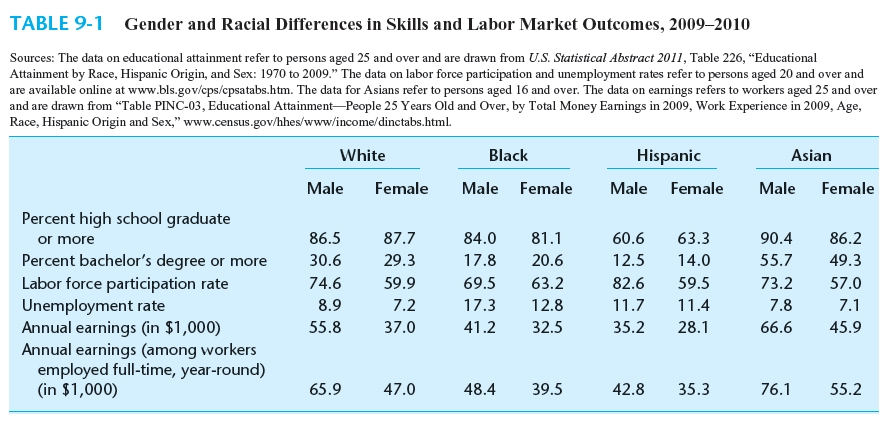 TABLE 9-1 Gender and Racial Differences in Skills and Labor Market Outcomes, 2009–2010
Sources: The data on educational attainment refer to persons aged 25 and over and are drawn from U.S. Statistical Abstract 2011, Table 226, “Educational
Attainment by Race, Hispanic Origin, and Sex: 1970 to 2009.” The data on labor force participation and unemployment rates refer to persons aged 20 and over and
are available online at www.bls.gov/cps/cpsatabs.htm. The data for Asians refer to persons aged 16 and over. The data on earnings refers to workers aged 25 and over
and are drawn from “Table PINC-03, Educational Attainment—People 25 Years Old and Over, by Total Money Earnings in 2009, Work Experience in 2009, Age,
Race, Hispanic Origin and Sex,” www.census.gov/hhes/www/income/dinctabs.html.
White Black Hispanic Asian
Male Female Male Female Male Female Male Female
Percent high school graduate
or more 86.5 87.7 84.0 81.1 60.6 63.3 90.4 86.2
Percent bachelor’s degree or more 30.6 29.3 17.8 20.6 12.5 14.0 55.7 49.3
Labor force participation rate 74.6 59.9 69.5 63.2 82.6 59.5 73.2 57.0
Unemployment rate 8.9 7.2 17.3 12.8 11.7 11.4 7.8 7.1
Annual earnings (in $1,000) 55.8 37.0 41.2 32.5 35.2 28.1 66.6 45.9
Annual earnings (among workers
employed full-time, year-round)
(in $1,000) 65.9 47.0 48.4 39.5 42.8 35.3 76.1 55.2